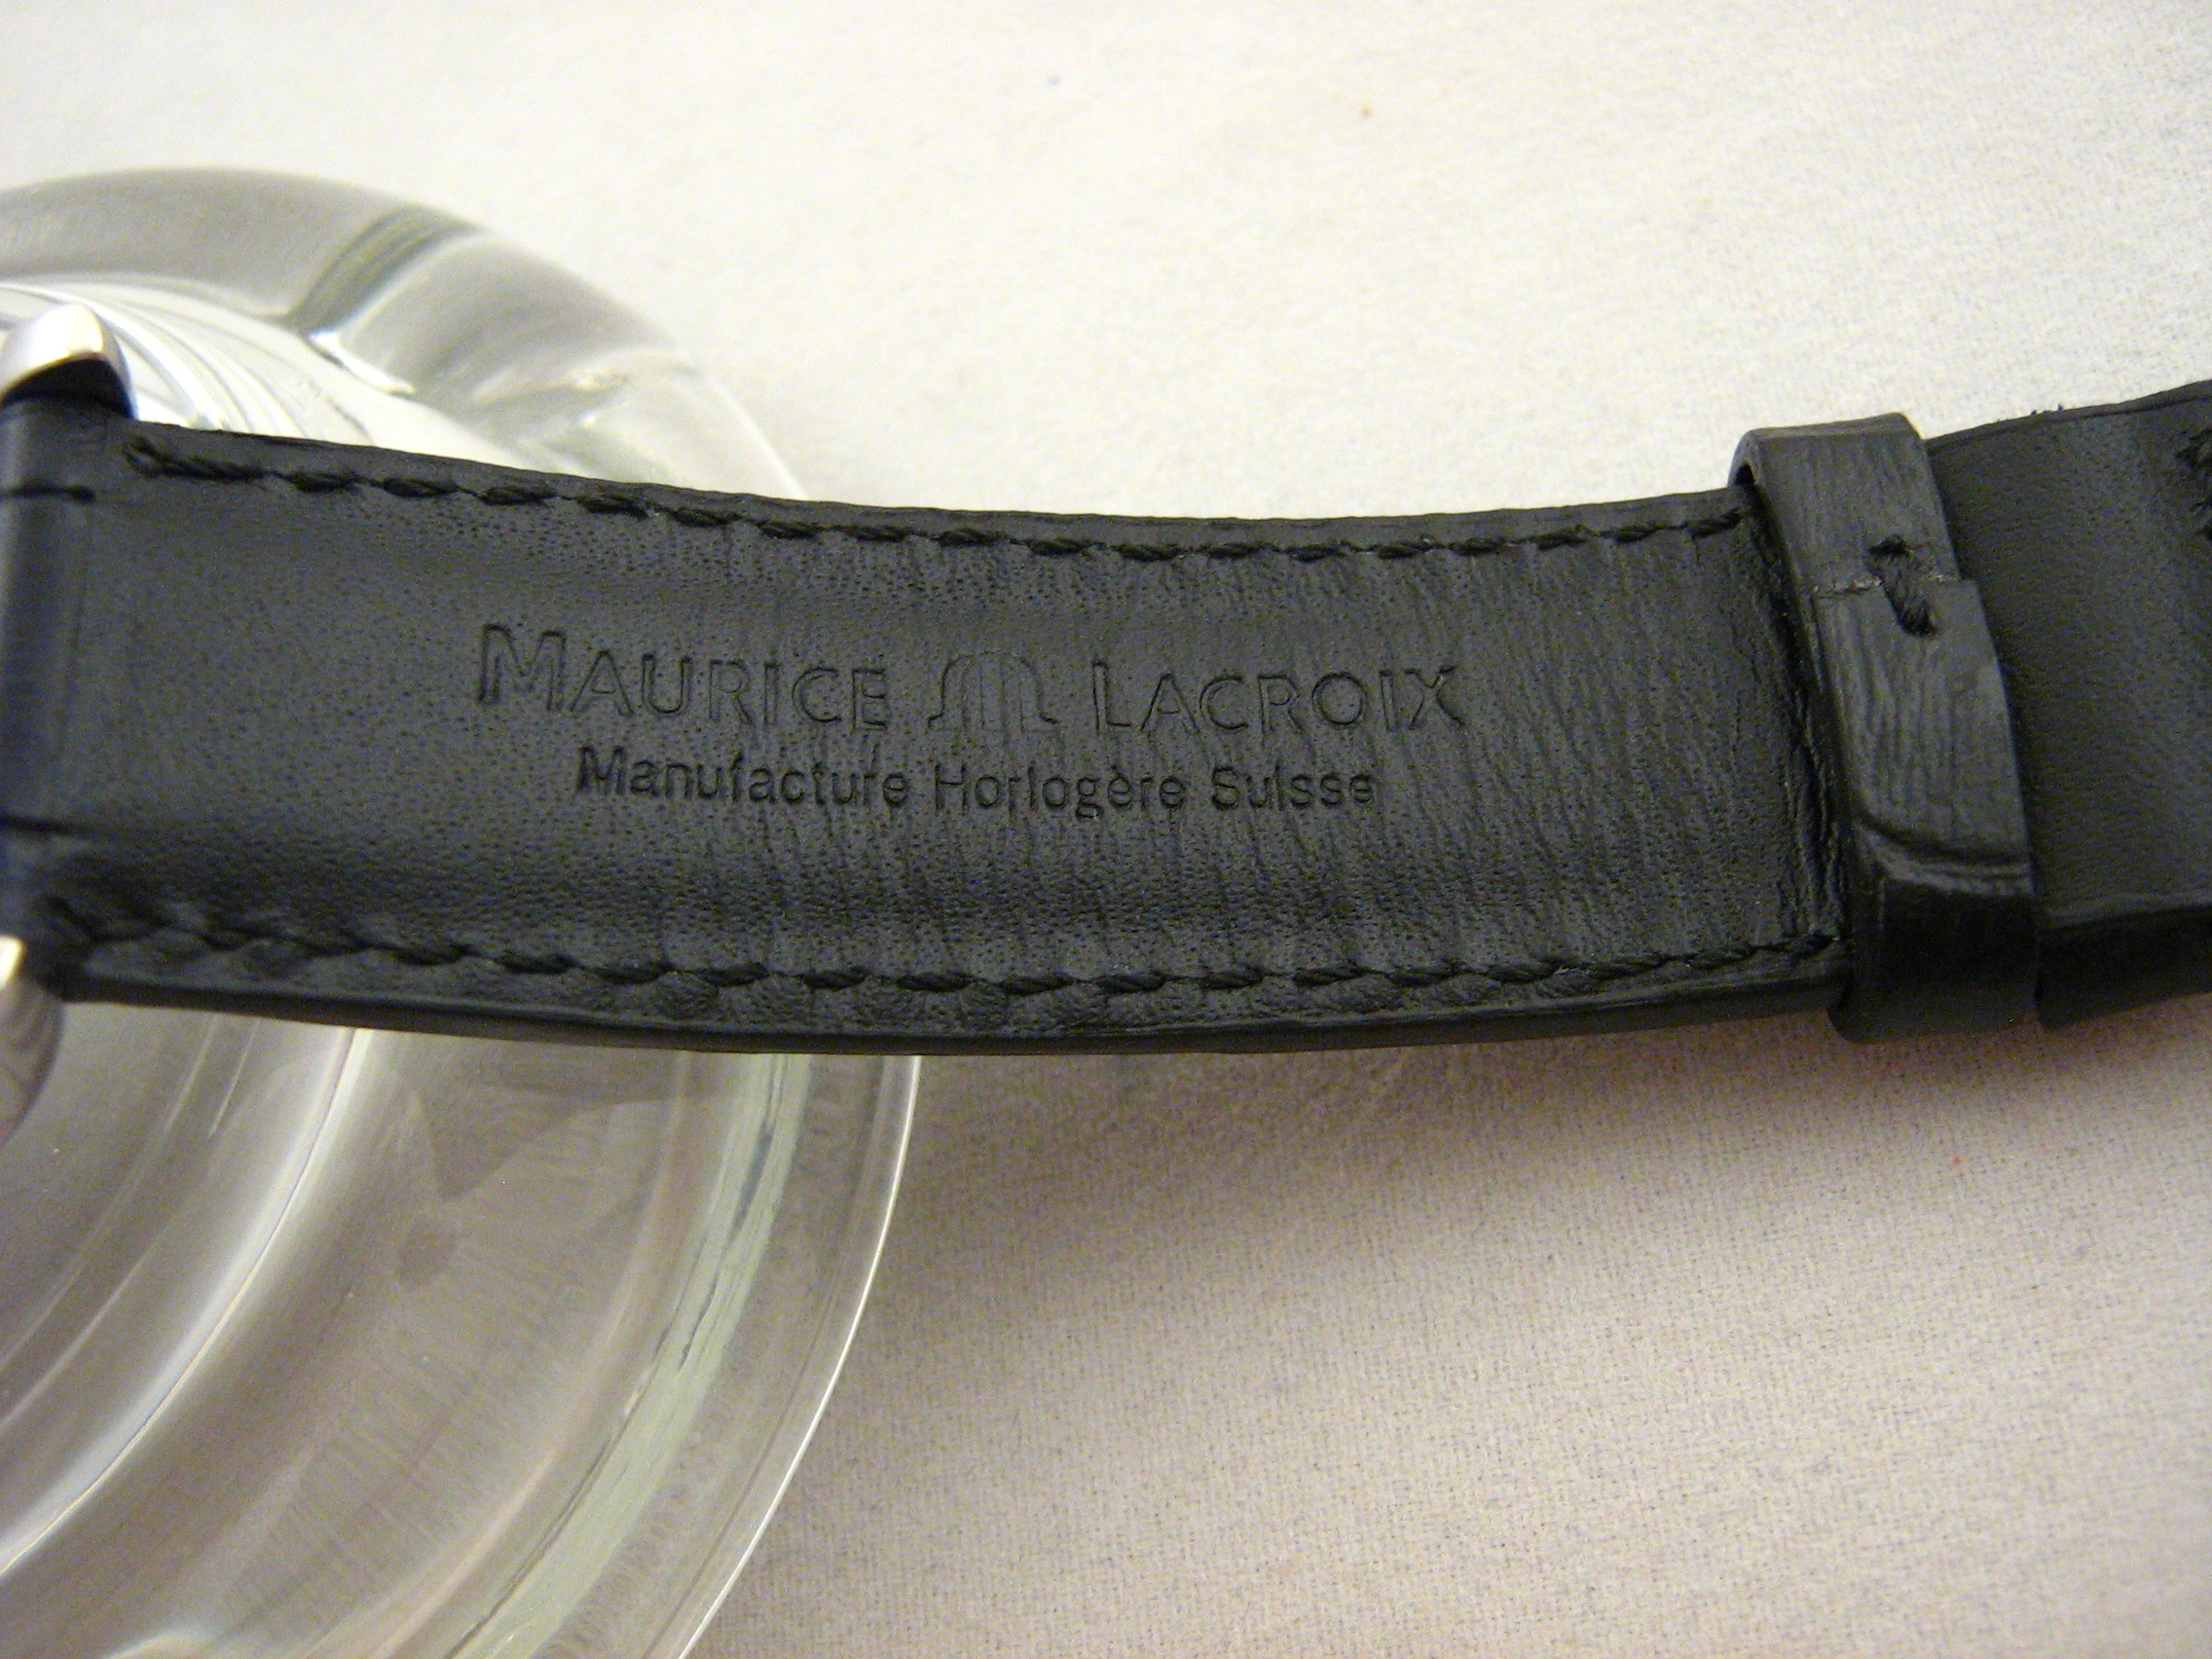 MAURICE M LACROIX
Manufacture Horlogère Suisse